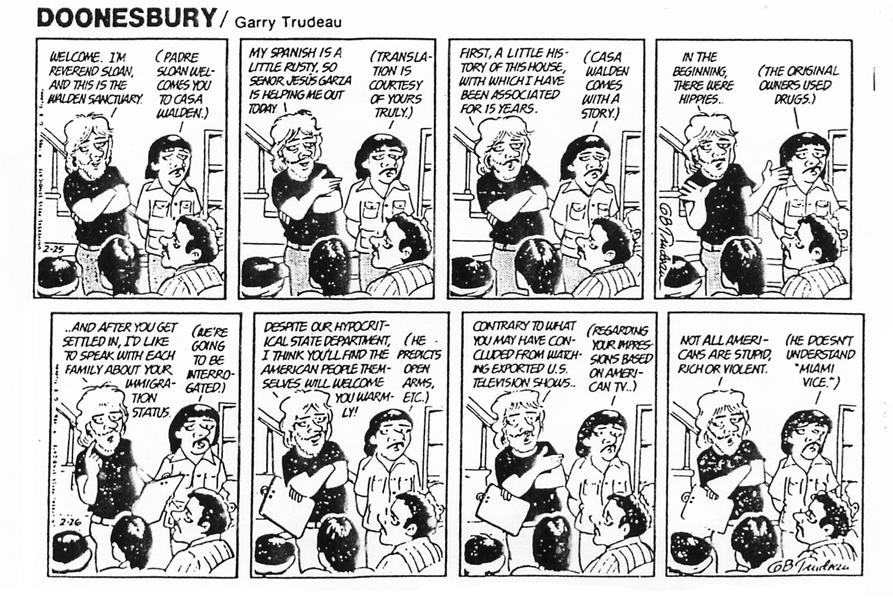 DOONESBURY / Garry Trudeau
WELCOME. I'M
REVEREND SLOAN,
AND THIS IS THE
WALDEN SANCTUARY.
(PADRE
SLOAN WEL-
COMES YOU
TO CASA
WALDEN.)
2-25
MY SPANISH IS A
LITTLE RUSTY, SO
SENOR JESÚS GARZA
IS HELPING ME OUT
TODAY.
(TRANSLA-
TION IS
COURTESY
OF YOURS
TRULY.)
FIRST, A LITTLE HIS-
TORY OF THIS HOUSE,
WITH WHICH I HAVE
BEEN ASSOCIATED
FOR 15 YEARS.
(CASA
WALDEN
COMES
WITH A
STORY.)
IN THE
BEGINNING,
THERE WERE
HIPPIES..
(THE ORIGINAL
OWNERS USED
DRUGS.)
GB Trudeau
..AND AFTER YOU GET
SETTLED IN, I'D LIKE
TO SPEAK WITH EACH
FAMILY ABOUT YOUR
IMMIGRA-
TION
STATUS.
(WE'RE
GOING
TO BE
INTERRO-
GATED.)
2-26
DESPITE OUR HYPOCRIT-
ICAL STATE DEPARTMENT,
I THINK YOU'LL FIND THE
AMERICAN PEOPLE THEM-
SELVES WILL WELCOME
YOU WARM-
LY!
(HE
PREDICTS
OPEN
ARMS,
ETC.)
CONTRARY TO WHAT
YOU MAY HAVE CON-
CLUDED FROM WATCH-
ING EXPORTED U.S.
TELEVISION SHOWS..
(REGARDING
YOUR IMPRES-
SIONS BASED
ON AMERI-
CAN TV..)
NOT ALL AMERI-
CANS ARE STUPID,
RICH OR VIOLENT.
(HE DOESN'T
UNDERSTAND
"MIAMI
VICE.")
GB Trudeau